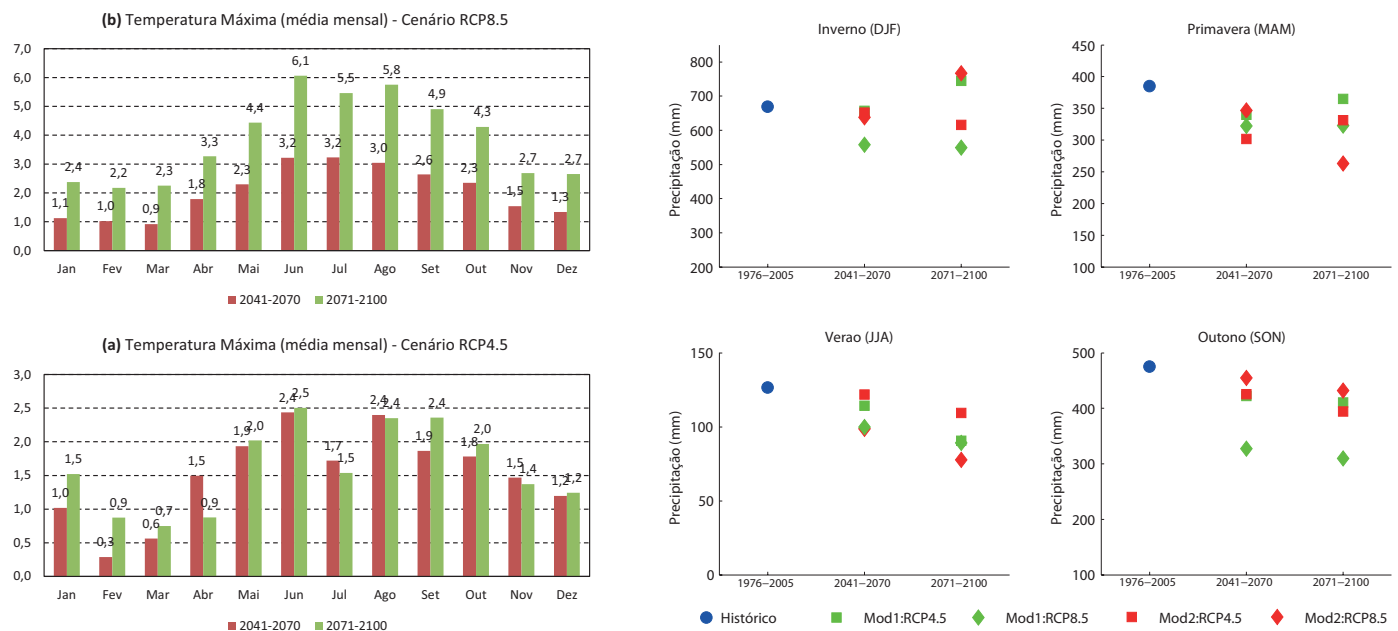 (b) Temperatura Máxima (média mensal) - Cenário RCP8.5
7,0
6,0
5,0
4,0
3,0
2,0
1,0
0,0
1,1 1,0 0,9 1,8 2,3 3,2 3,2 3,0 2,6 2,3 1,5 1,3
2,4 2,2 2,3 3,3 4,4 6,1 5,5 5,8 4,9 4,3 2,7 2,7
Jan Fev Mar Abr Mai Jun Jul Ago Set Out Nov Dez
2041-2070 2071-2100
(a) Temperatura Máxima (média mensal) - Cenário RCP4.5
3,0
2,5
2,0
1,5
1,0
0,5
0,0
1,0 0,3 0,6 1,5 1,9 2,4 1,7 2,4 1,9 1,8 1,5 1,2
1,5 0,9 0,7 0,9 2,0 2,5 1,5 2,4 2,4 2,0 1,4 1,2
Jan Fev Mar Abr Mai Jun Jul Ago Set Out Nov Dez
2041-2070 2071-2100
Inverno (DJF)
Precipitação (mm)
800
700
600
500
400
300
200
1976–2005 2041–2070 2071–2100
Primavera (MAM)
Precipitação (mm)
450
400
350
300
250
200
150
100
1976–2005 2041–2070 2071–2100
Verao (JJA)
Precipitação (mm)
150
100
50
0
1976–2005 2041–2070 2071–2100
Outono (SON)
Precipitação (mm)
500
400
300
200
100
1976–2005 2041–2070 2071–2100
Histórico Mod1:RCP4.5 Mod1:RCP8.5 Mod2:RCP4.5 Mod2:RCP8.5